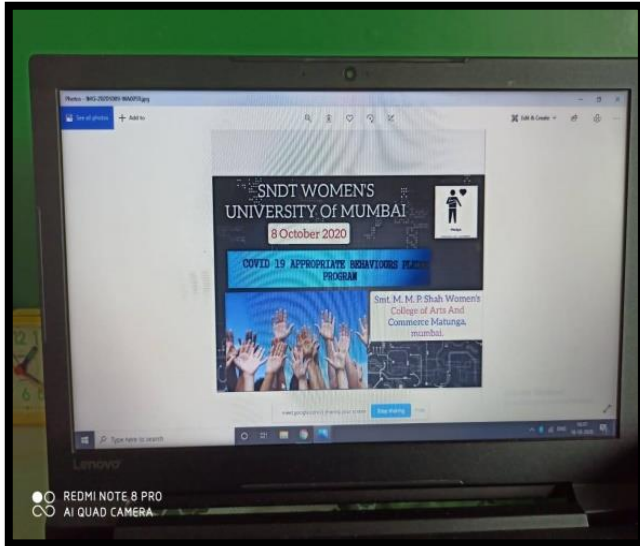 See all photos
+ Add to
Edit & Create
SNDT WOMEN'S
UNIVERSITY Of MUMBAI
8 October 2020
COVID 19 APPROPRIATE BEHAVIOURS
PROGRAM
Smt. M. M. P. Shah Women's
College of Arts And
Commerce Matunga,
mumbai.
Stop sharing
Type here to search
Lenovo
REDMI NOTE 8 PRO
AI QUAD CAMERA